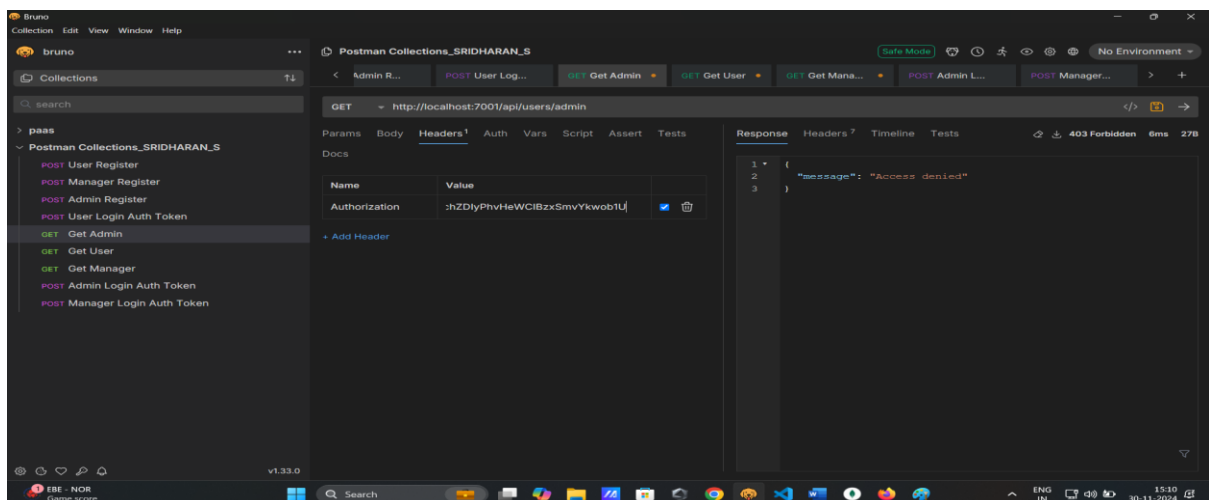 Bruno
Collection Edit View Window Help
bruno
Postman Collections_SRIDHARAN_S
Safe Mode
No Environment
Collections
Admin R...
POST User Log...
GET Get Admin
GET Get User
GET Get Mana...
POST Admin L...
POST Manager...
search
GET http://localhost:7001/api/users/admin
paas
Postman Collections_SRIDHARAN_S
POST User Register
POST Manager Register
POST Admin Register
POST User Login Auth Token
GET Get Admin
GET Get User
GET Get Manager
POST Admin Login Auth Token
POST Manager Login Auth Token
Params Body Headers1 Auth Vars Script Assert Tests
Docs
Name Value
Authorization :hZDIyPhvHeWCIBzxSmvYkwob1U
+ Add Header
Response Headers7 Timeline Tests
403 Forbidden 6ms 27B
1 {
2 "message": "Access denied"
3 }
v1.33.0
1
EBE - NOR
Game score
Search
ENG
IN
15:10
30-11-2024